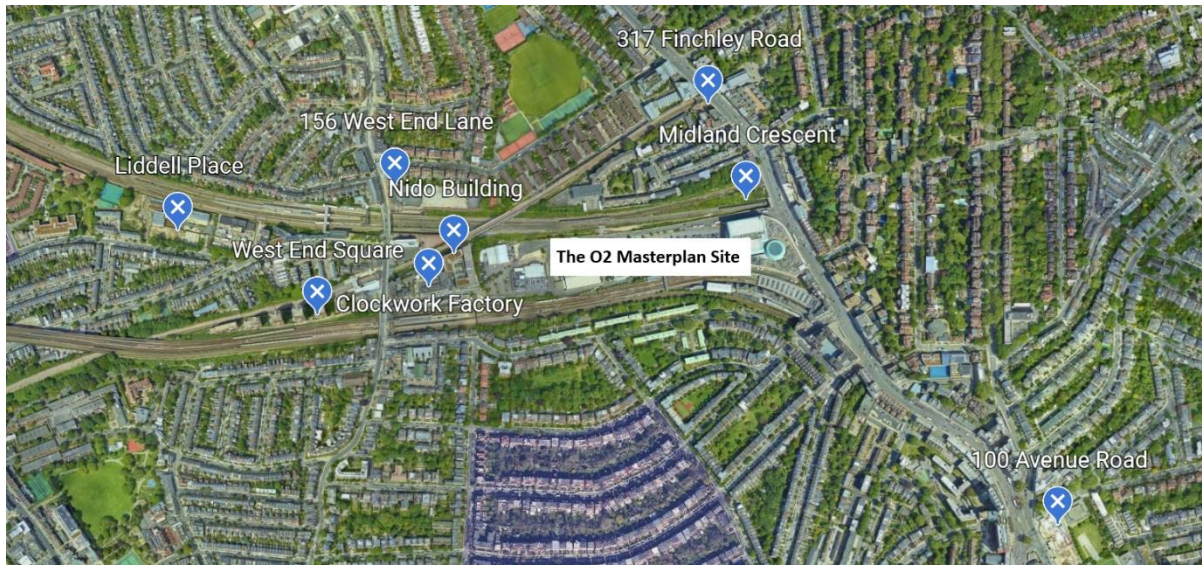 317 Finchley Road
156 West End Lane
Midland Crescent
Liddell Place
Nido Building
West End Square
The O2 Masterplan Site
Clockwork Factory
100 Avenue Road